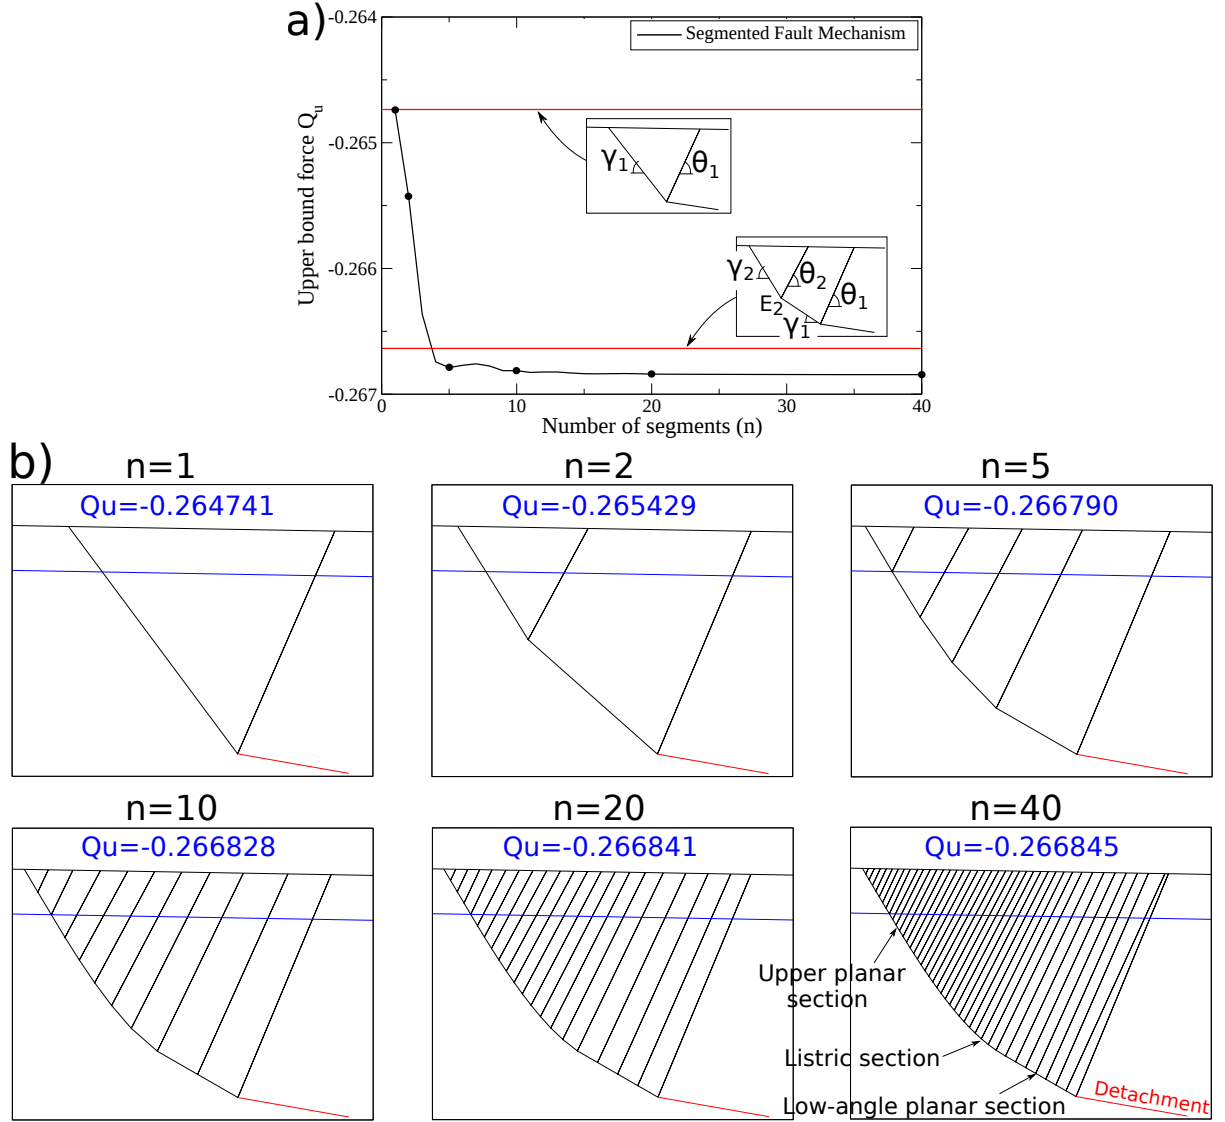 a)
-0.264
Segmented Fault Mechanism
Upper bound force Qu
-0.265
γ1
θ1
-0.266
γ2
θ2
θ1
E2
γ1
-0.267
0
10
20
30
40
Number of segments (n)
b)
n=1
n=2
n=5
Qu=-0.264741
Qu=-0.265429
Qu=-0.266790
n=10
n=20
n=40
Qu=-0.266828
Qu=-0.266841
Qu=-0.266845
Upper planar
section
Listric section
Low-angle planar section
Detachment